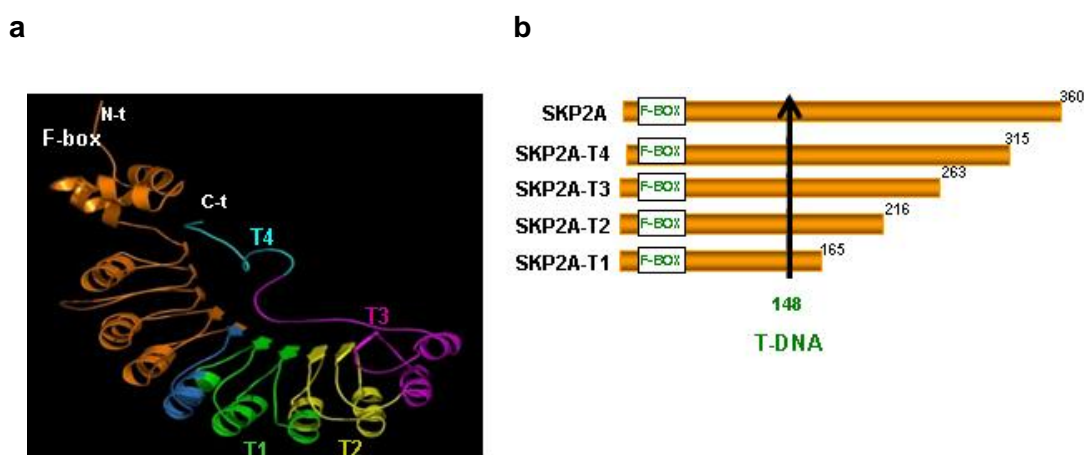 a
b
N-t
F-box
C-t
T4
T3
T1
T2
SKP2A
F-BOX
360
SKP2A-T4
F-BOX
315
SKP2A-T3
F-BOX
263
SKP2A-T2
F-BOX
216
SKP2A-T1
F-BOX
165
148
T-DNA